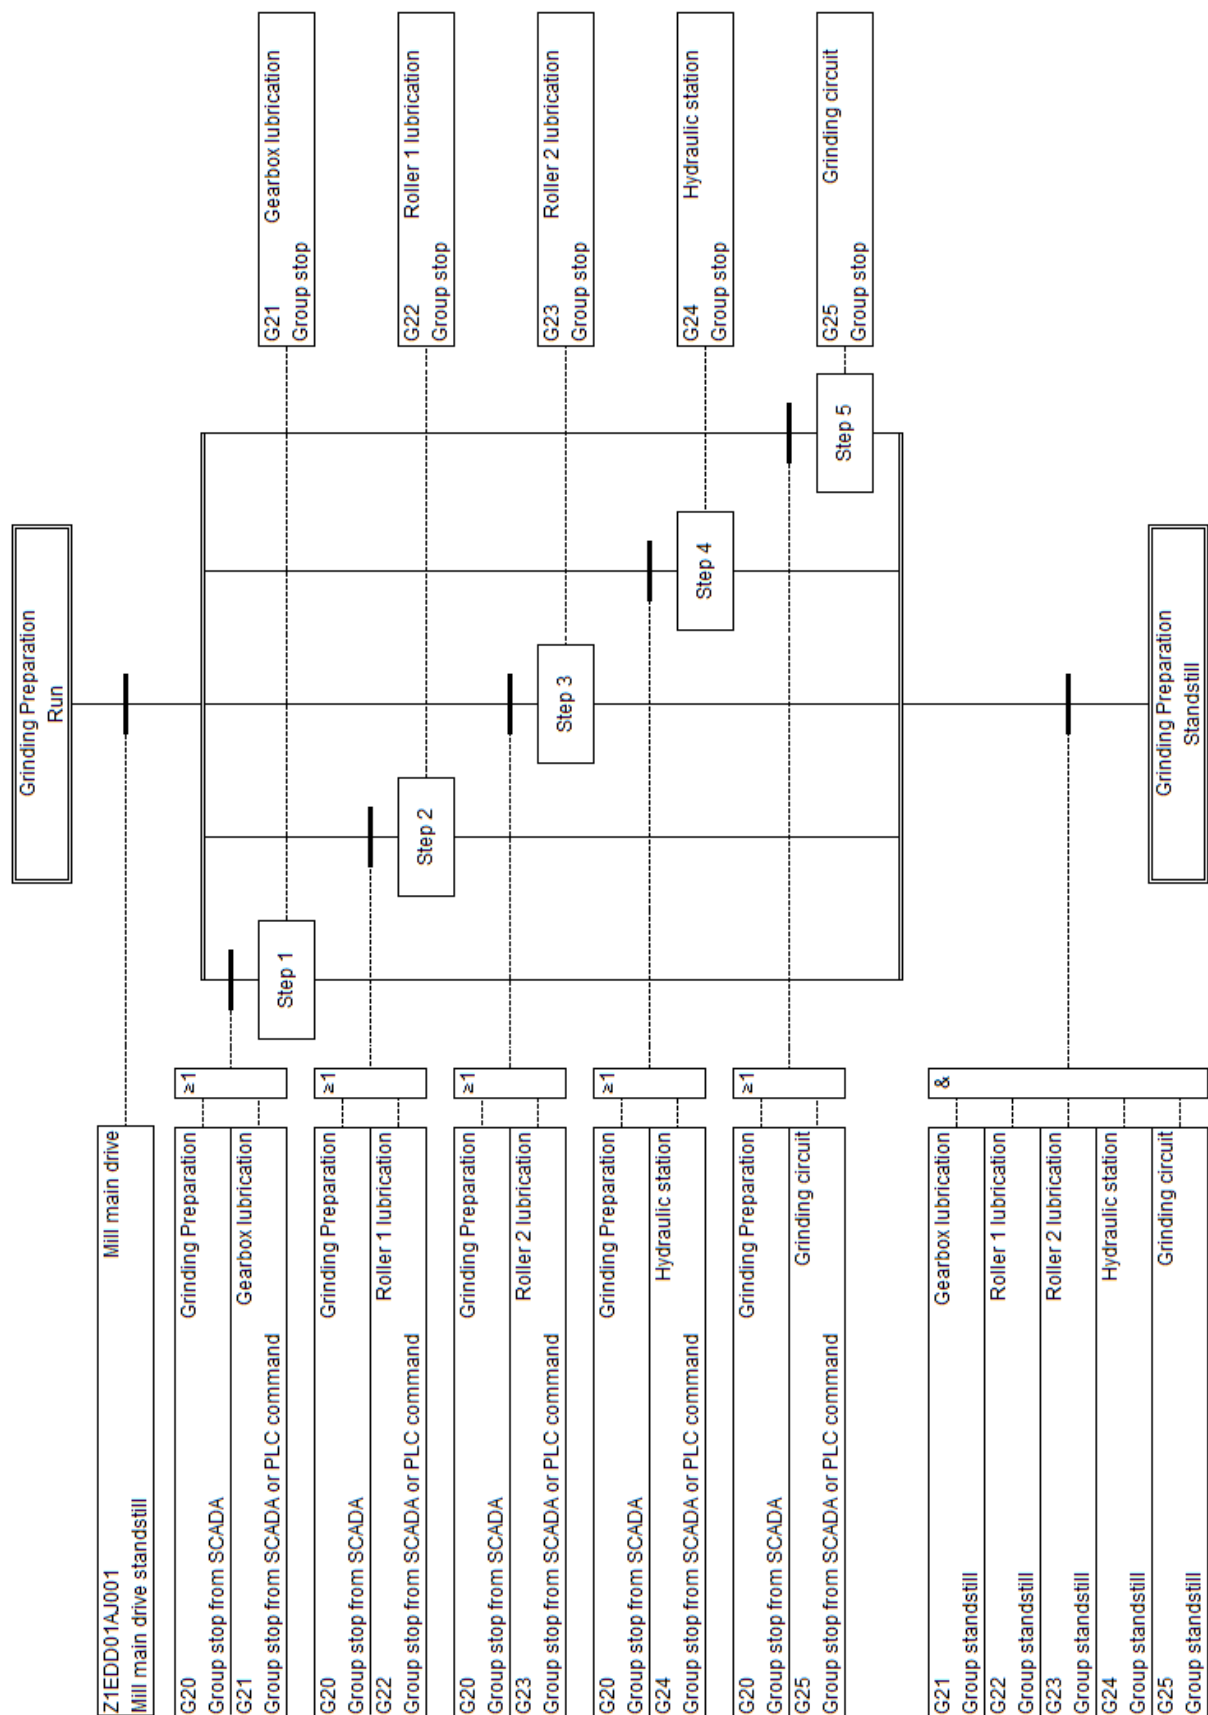 Grinding Preparation
Run
Z1EDD01AJ001 Mill main drive
Mill main drive standstill
G20 Grinding Preparation
Group stop from SCADA
G21 Gearbox lubrication
Group stop from SCADA or PLC command
≥1
Step 1
G21 Gearbox lubrication
Group stop
G20 Grinding Preparation
Group stop from SCADA
G22 Roller 1 lubrication
Group stop from SCADA or PLC command
≥1
Step 2
G22 Roller 1 lubrication
Group stop
G20 Grinding Preparation
Group stop from SCADA
G23 Roller 2 lubrication
Group stop from SCADA or PLC command
≥1
Step 3
G23 Roller 2 lubrication
Group stop
G20 Grinding Preparation
Group stop from SCADA
G24 Hydraulic station
Group stop from SCADA or PLC command
≥1
Step 4
G24 Hydraulic station
Group stop
G20 Grinding Preparation
Group stop from SCADA
G25 Grinding circuit
Group stop from SCADA or PLC command
≥1
Step 5
G25 Grinding circuit
Group stop
G21 Gearbox lubrication
Group standstill
G22 Roller 1 lubrication
Group standstill
G23 Roller 2 lubrication
Group standstill
G24 Hydraulic station
Group standstill
G25 Grinding circuit
Group standstill
&
Grinding Preparation
Standstill